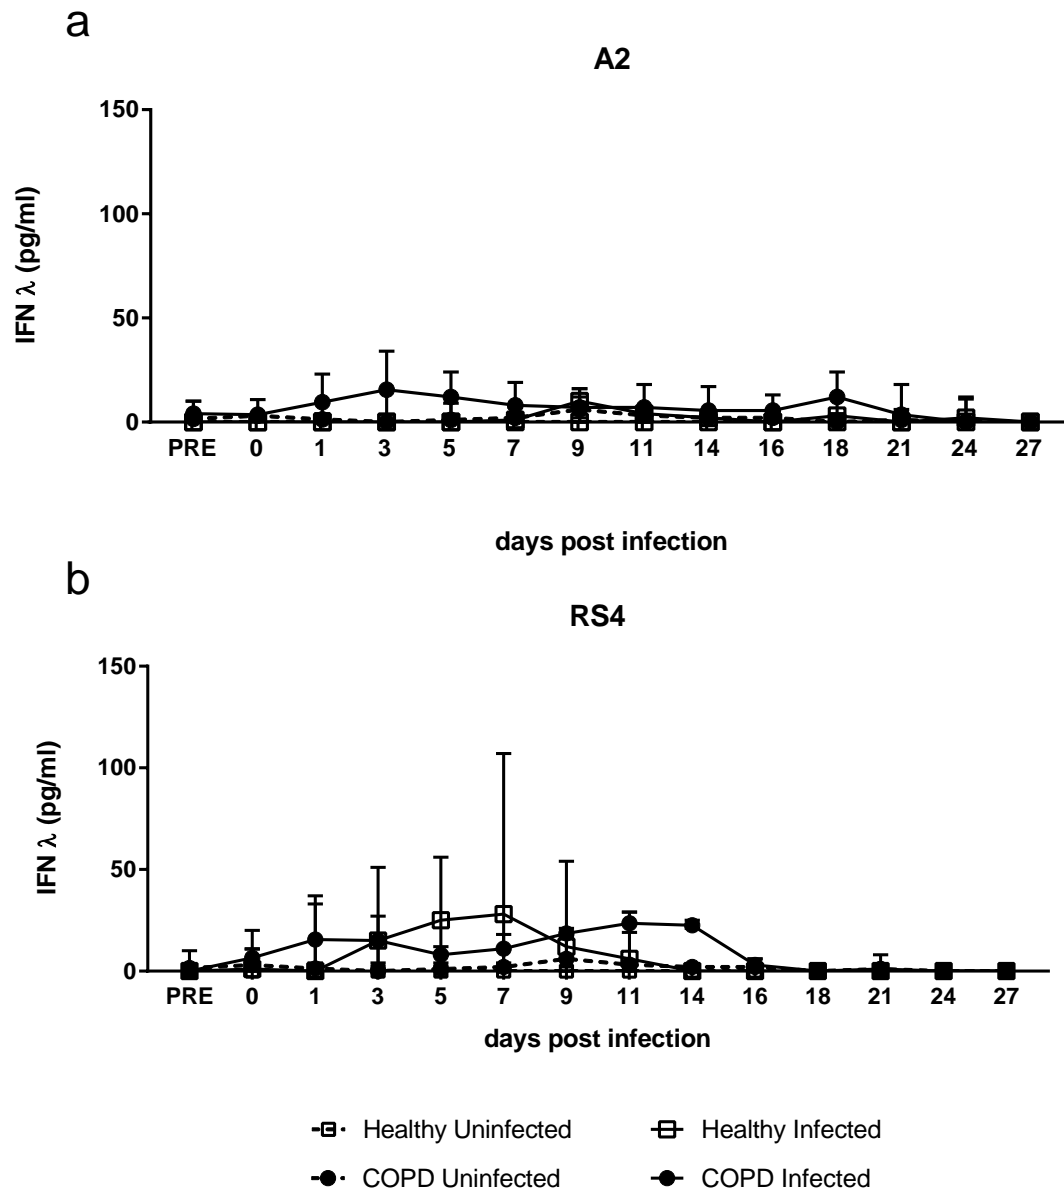 a
A2
150
100
50
0
IFN λ (pg/ml)
PRE 0 1 3 5 7 9 11 14 16 18 21 24 27
days post infection
b
RS4
150
100
50
0
IFN λ (pg/ml)
PRE 0 1 3 5 7 9 11 14 16 18 21 24 27
days post infection
Healthy Uninfected Healthy Infected
COPD Uninfected COPD Infected